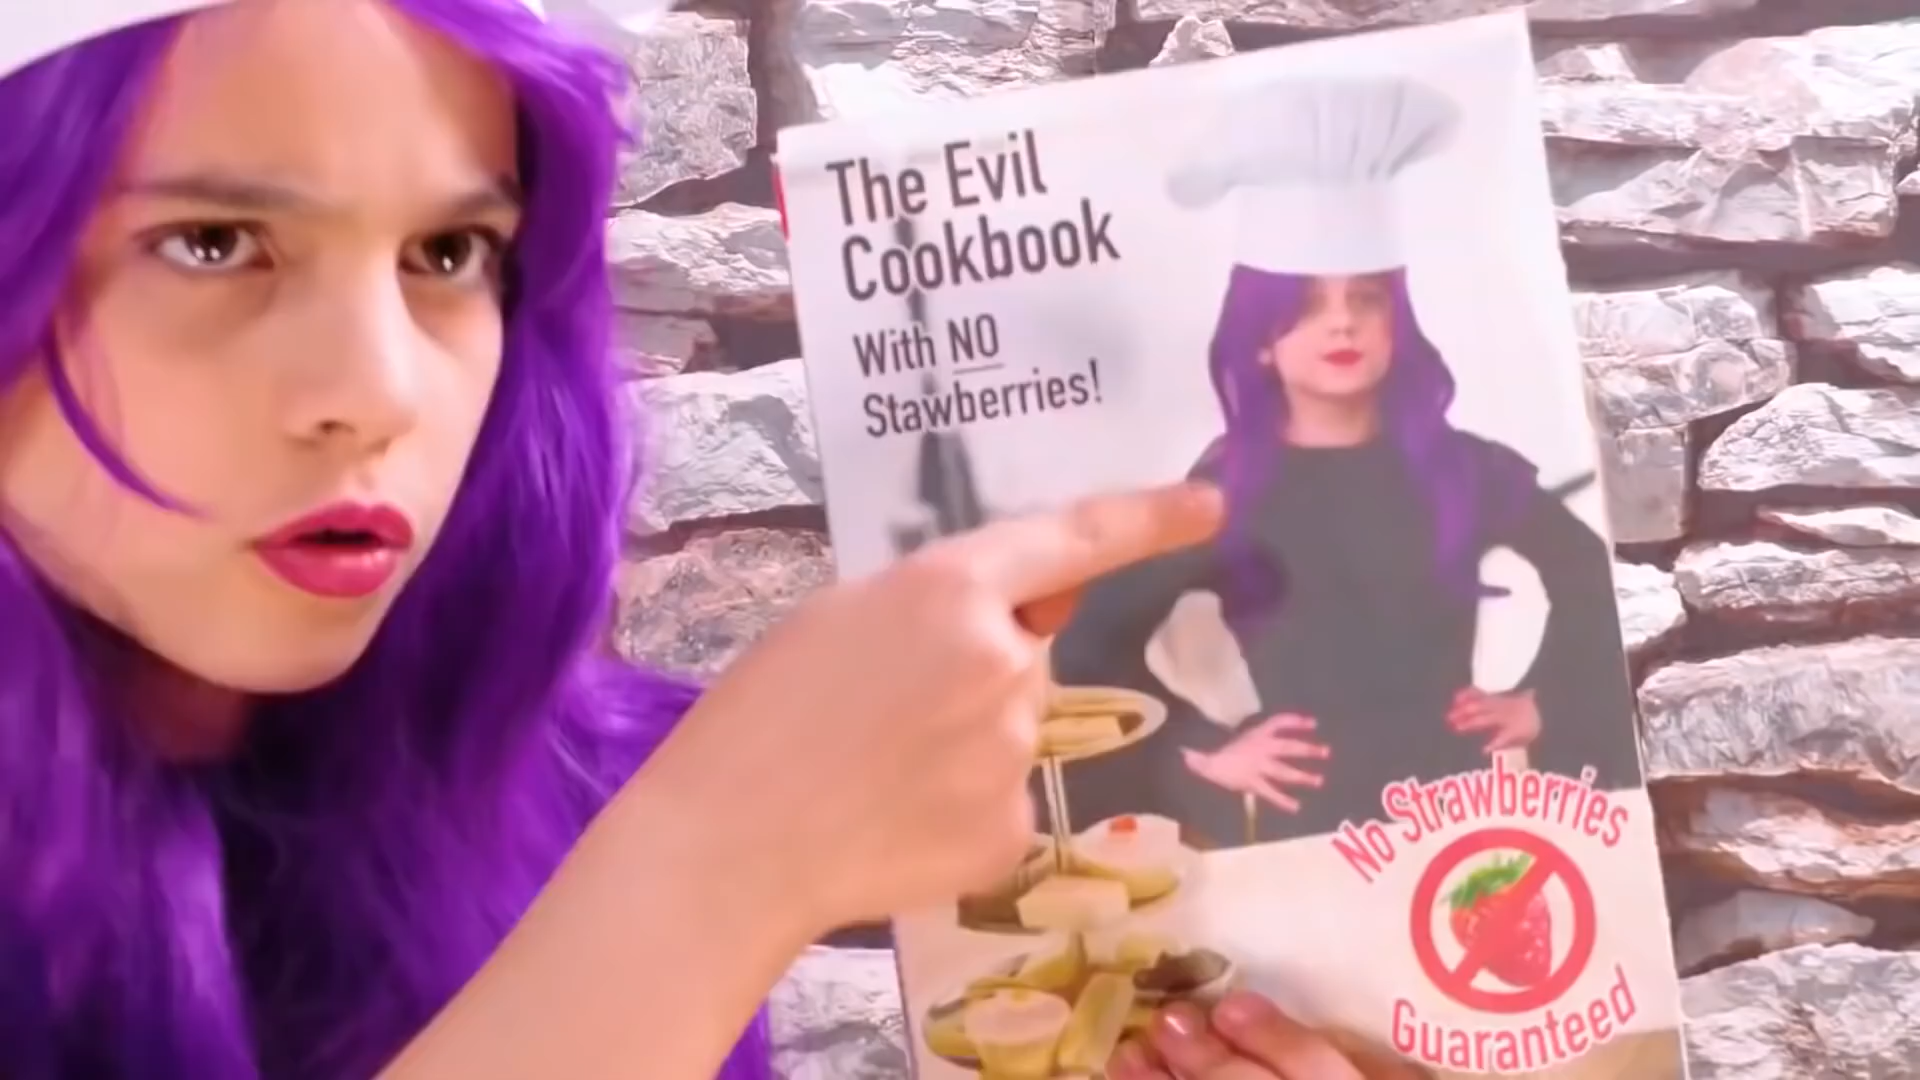 The Evil
Cookbook
With NO
Stawberries!
No Strawberries
Guaranteed